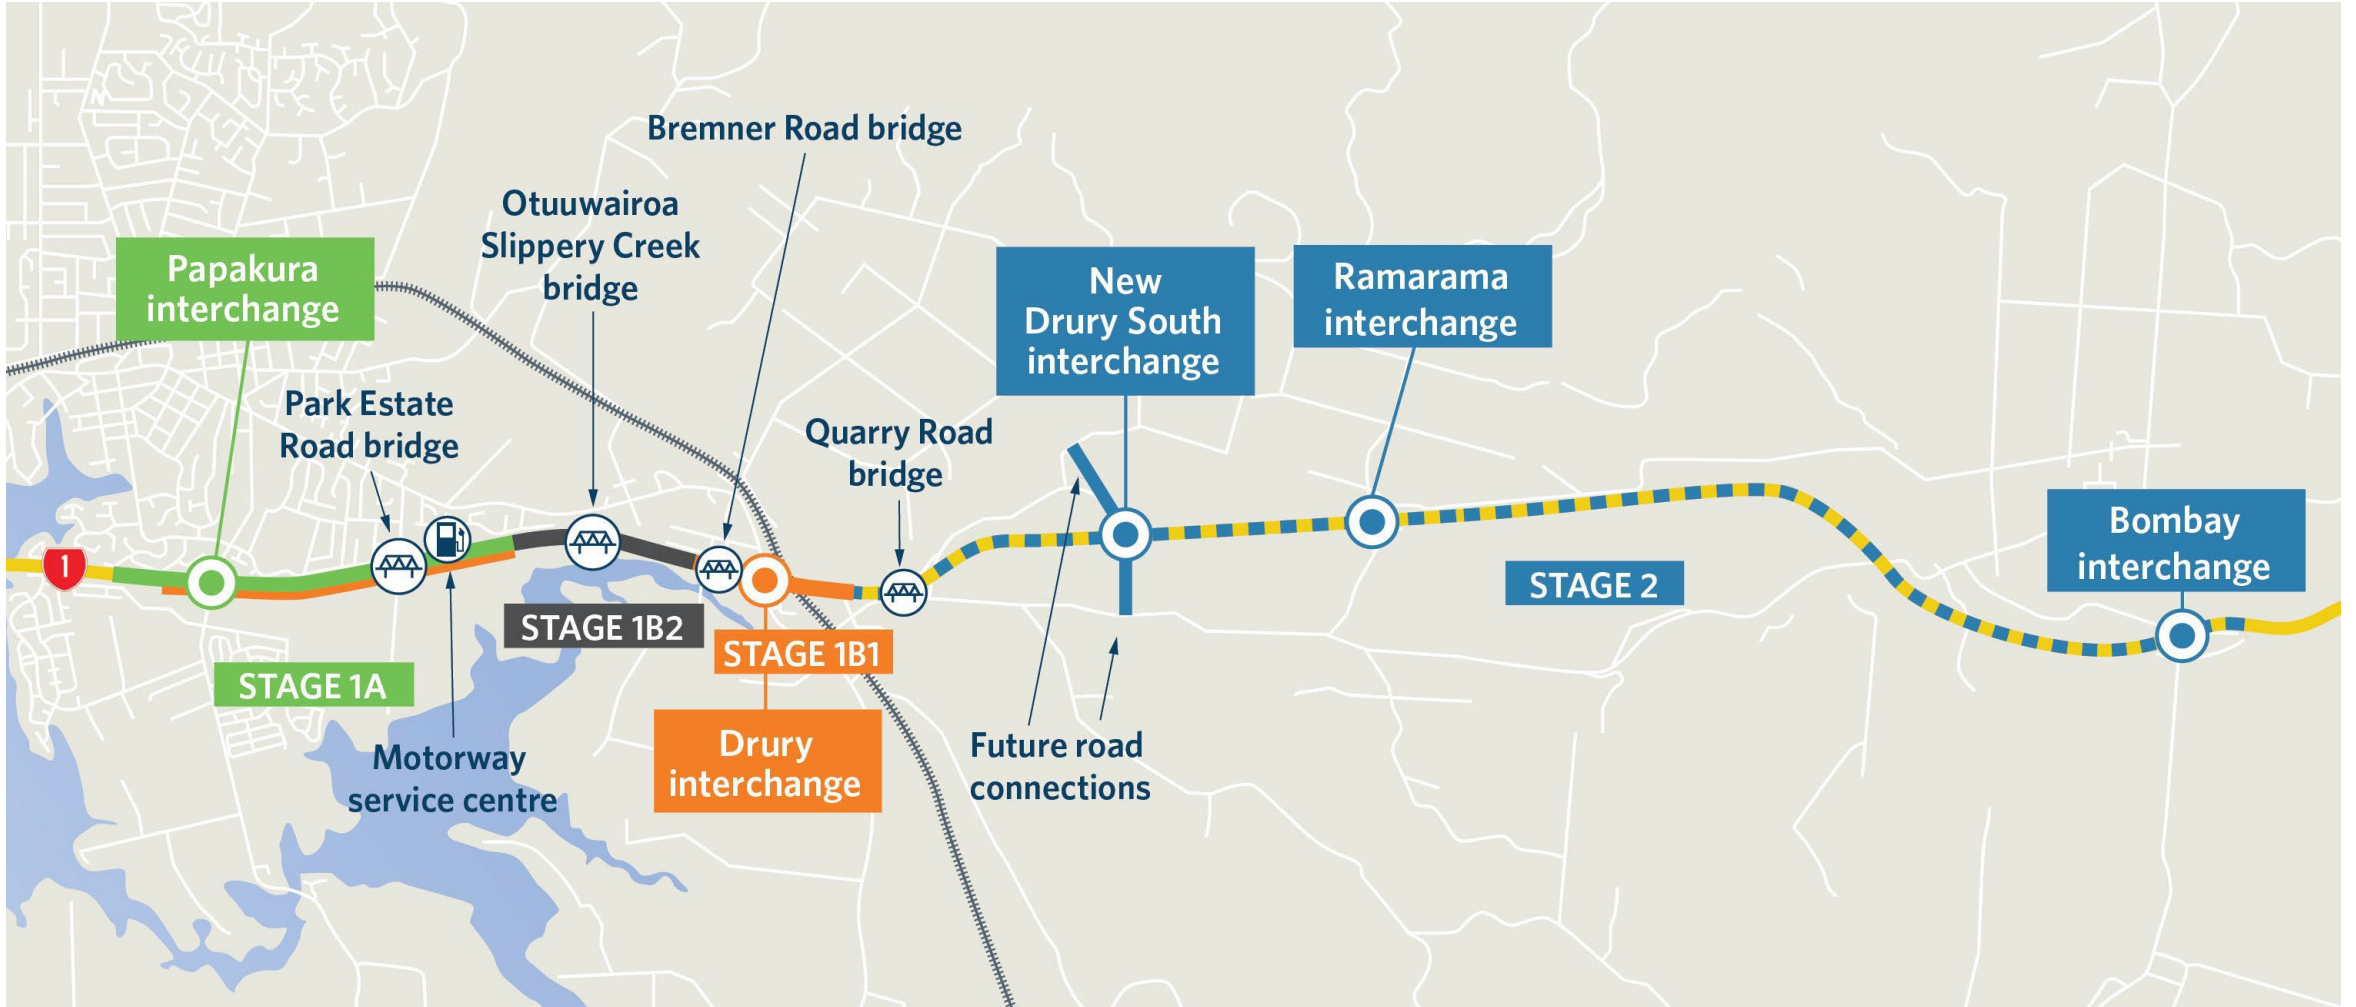 Bremner Road bridge
Otuuwairoa
Slippery Creek
bridge
Papakura
interchange
New
Drury South
interchange
Ramarama
interchange
Park Estate
Road bridge
Quarry Road
bridge
Bombay
interchange
1
STAGE 2
STAGE 1B2
STAGE 1B1
STAGE 1A
Motorway
service centre
Drury
interchange
Future road
connections